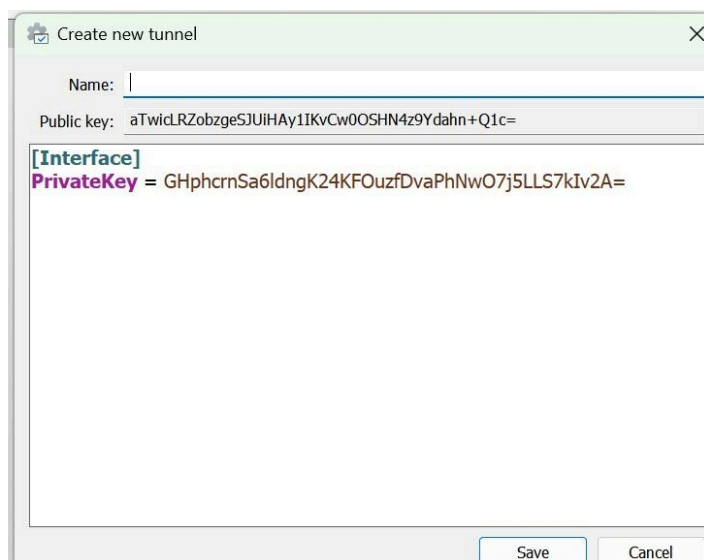 Create new tunnel
Name:
Public key: aTwicLRZobzgeSJUiHAy1IKvCw0OSHN4z9Ydahn+Q1c=
[Interface]
PrivateKey = GHphcrnSa6ldngK24KFOuzfDvaPhNwO7j5LLS7kIv2A=
Save
Cancel